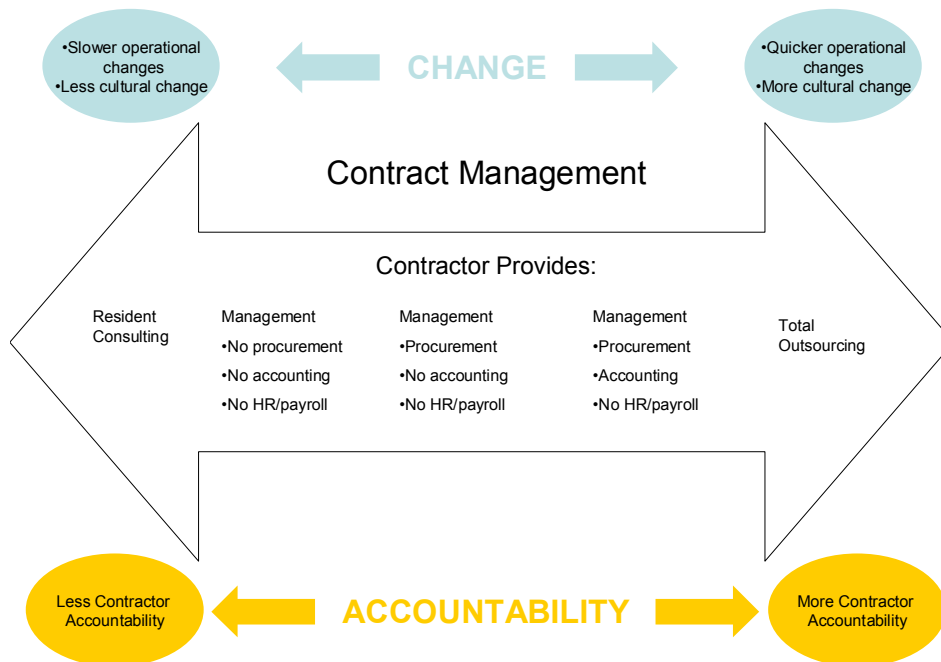 •Slower operational
changes
•Less cultural change
CHANGE
•Quicker operational
changes
•More cultural change
Contract Management
Contractor Provides:
Resident
Consulting
Management
•No procurement
•No accounting
•No HR/payroll
Management
•Procurement
•No accounting
•No HR/payroll
Management
•Procurement
•Accounting
•No HR/payroll
Total
Outsourcing
Less Contractor
Accountability
ACCOUNTABILITY
More Contractor
Accountability